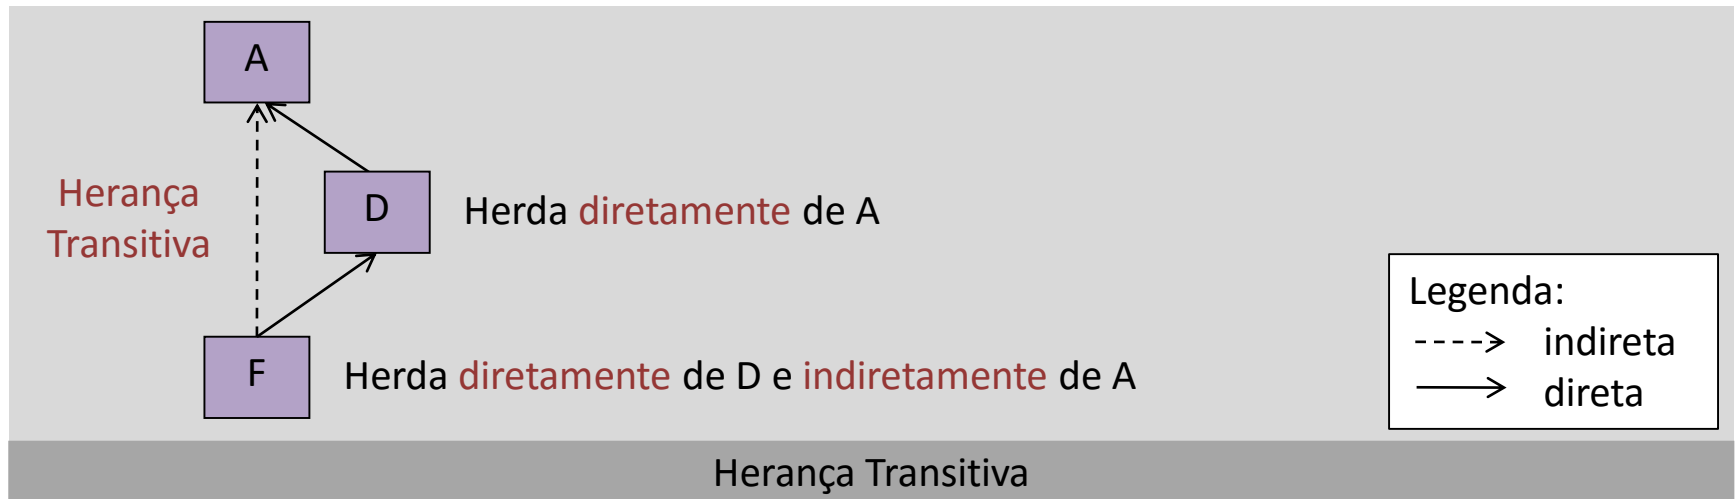 A
Herança
Transitiva
D
Herda diretamente de A
F
Herda diretamente de D e indiretamente de A
Legenda:
indireta
direta
Herança Transitiva